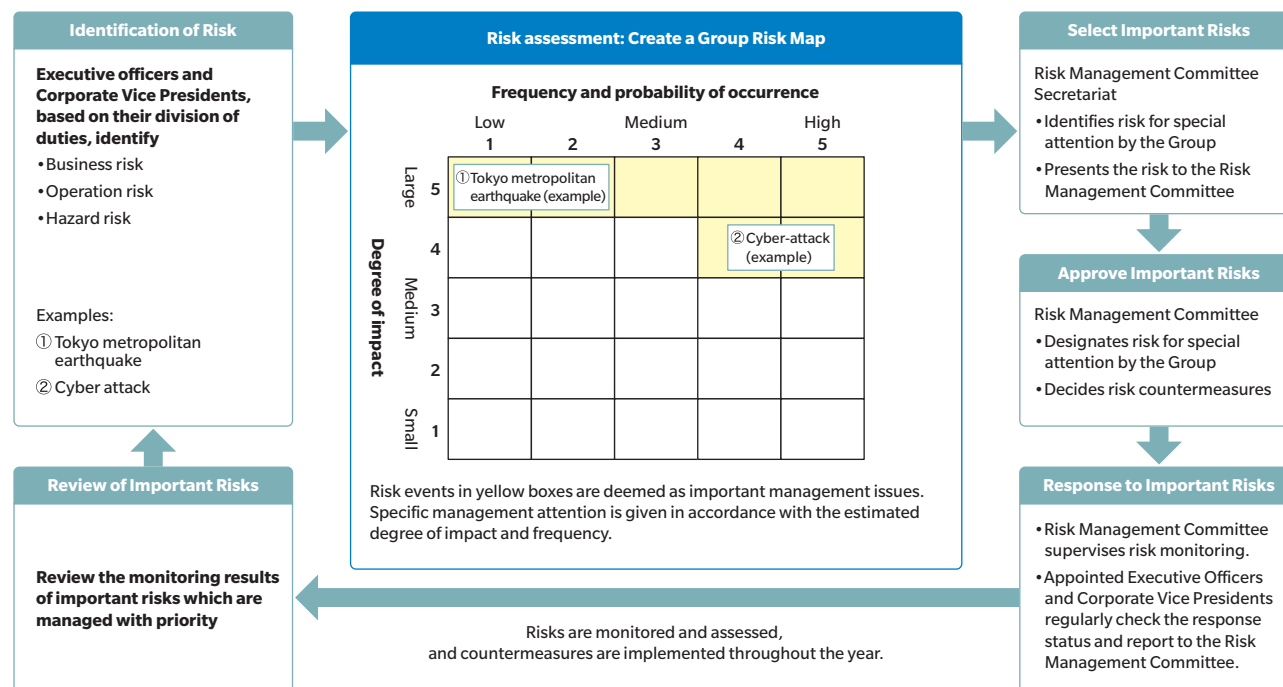 Identification of Risk
Executive officers and
Corporate Vice Presidents,
based on their division of
duties, identify
•Business risk
•Operation risk
•Hazard risk
Examples:
①Tokyo metropolitan
earthquake
②Cyber attack
Risk assessment: Create a Group Risk Map
Frequency and probability of occurrence
Low Medium High
1 2 3 4 5
Degree of impact
Large
5
4
Medium
3
2
Small
1
①Tokyo metropolitan
earthquake (example)
②Cyber-attack
(example)
Risk events in yellow boxes are deemed as important management issues.
Specific management attention is given in accordance with the estimated
degree of impact and frequency.
Select Important Risks
Risk Management Committee
Secretariat
•Identifies risk for special
attention by the Group
•Presents the risk to the Risk
Management Committee
Approve Important Risks
Risk Management Committee
•Designates risk for special
attention by the Group
•Decides risk countermeasures
Response to Important Risks
•Risk Management Committee
supervises risk monitoring.
•Appointed Executive Officers
and Corporate Vice Presidents
regularly check the response
status and report to the Risk
Management Committee.
Risks are monitored and assessed,
and countermeasures are implemented throughout the year.
Review of Important Risks
Review the monitoring results
of important risks which are
managed with priority